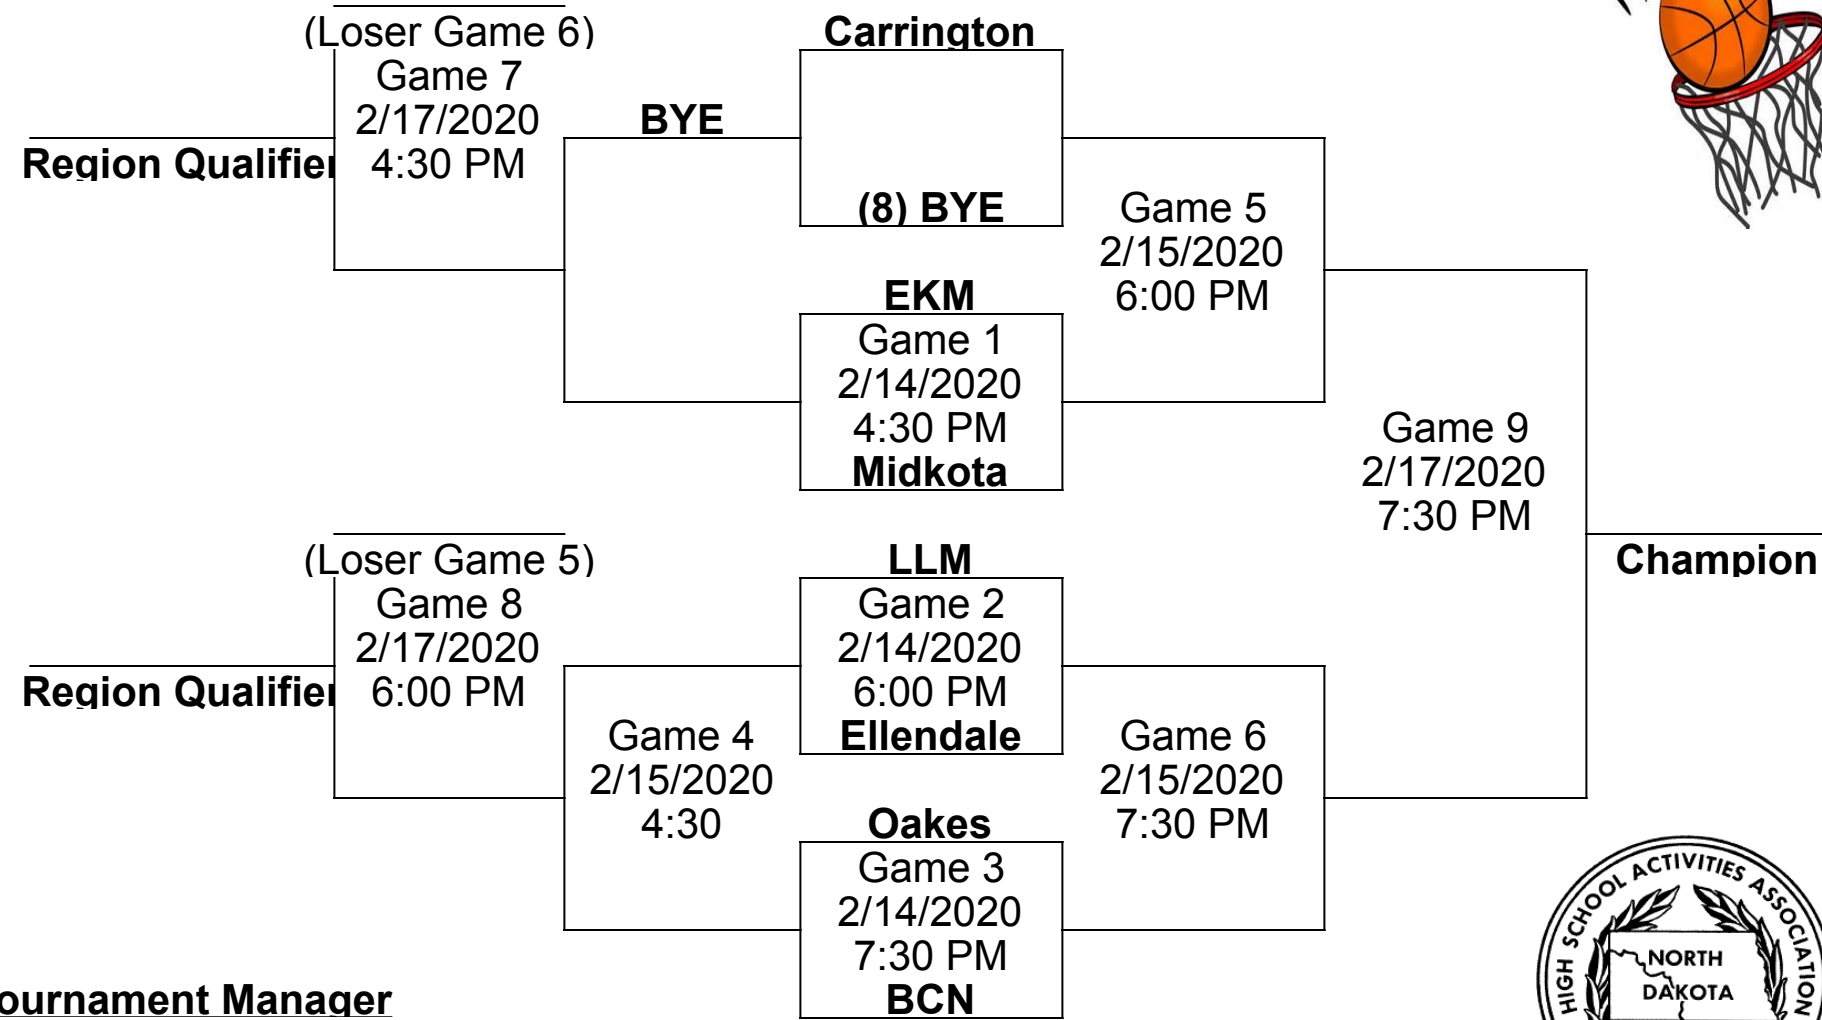 (Loser Game 6)
Game 7
2/17/2020
4:30 PM
Region Qualifier
BYE
Carrington
(8) BYE
Game 5
2/15/2020
6:00 PM
EKM
Game 1
2/14/2020
4:30 PM
Midkota
Game 9
2/17/2020
7:30 PM
Champion
(Loser Game 5)
Game 8
2/17/2020
6:00 PM
Region Qualifier
Game 4
2/15/2020
4:30
LLM
Game 2
2/14/2020
6:00 PM
Ellendale
Game 6
2/15/2020
7:30 PM
Oakes
Game 3
2/14/2020
7:30 PM
BCN
ournament Manager
HIGH SCHOOL ACTIVITIES ASSOCIATION
NORTH
DAKOTA